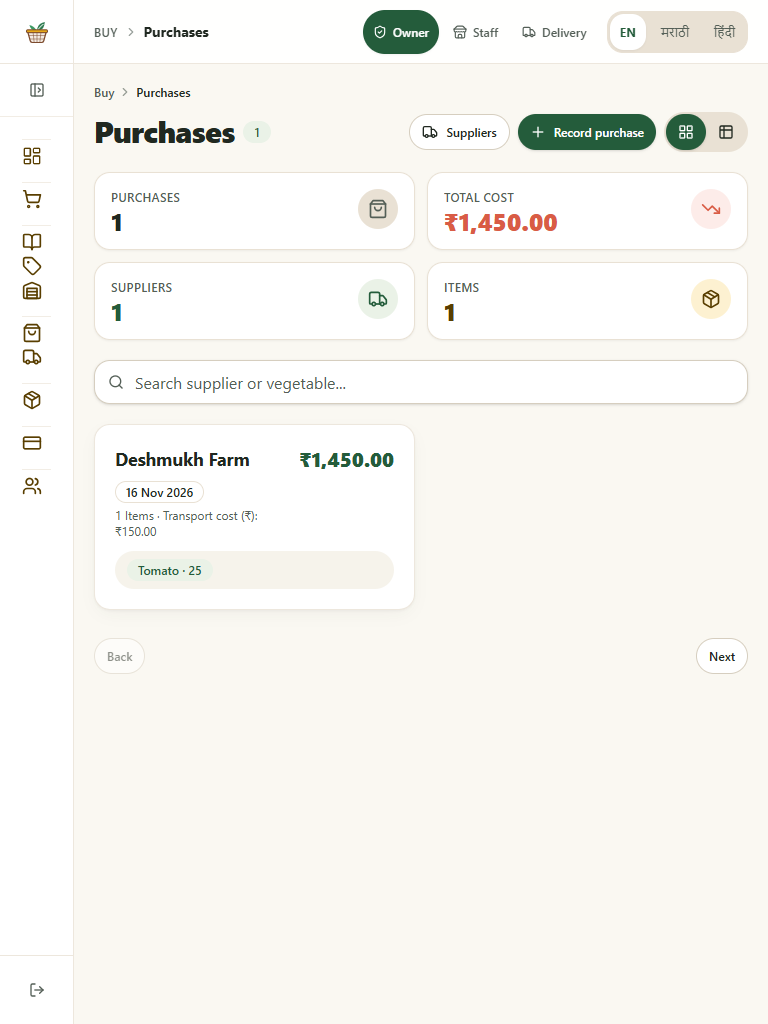 BUY > Purchases
Owner Staff Delivery EN मराठी हिंदी
Buy > Purchases
Purchases 1
Suppliers Record purchase
PURCHASES
1
TOTAL COST
₹1,450.00
SUPPLIERS
1
ITEMS
1
Search supplier or vegetable...
Deshmukh Farm ₹1,450.00
16 Nov 2026
1 Items · Transport cost (₹):
₹150.00
Tomato · 25
Back Next